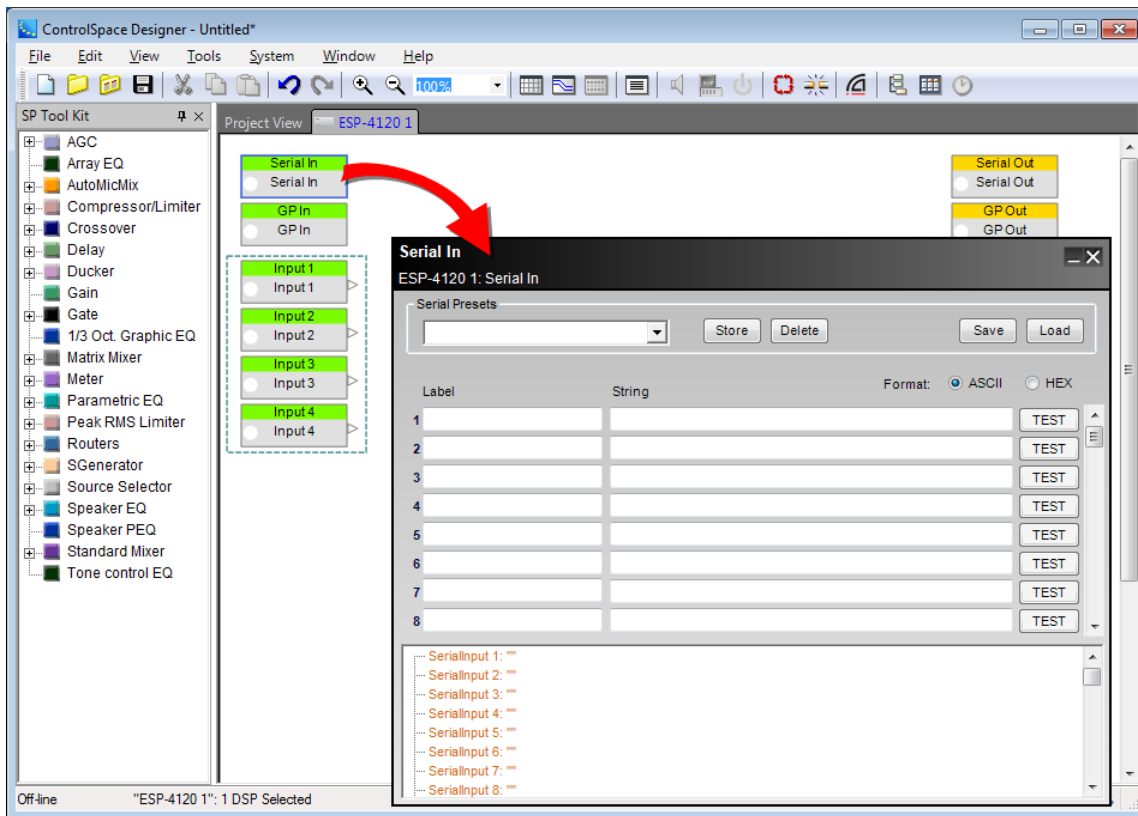 ControlSpace Designer - Untitled*
File Edit View Tools System Window Help
100%
SP Tool Kit
Project View ESP-4120 1
AGC
Array EQ
AutoMicMix
Compressor/Limiter
Crossover
Delay
Ducker
Gain
Gate
1/3 Oct. Graphic EQ
Matrix Mixer
Meter
Parametric EQ
Peak RMS Limiter
Routers
SGenerator
Source Selector
Speaker EQ
Speaker PEQ
Standard Mixer
Tone control EQ
Serial In
Serial In
GP In
GP In
Input 1
Input 1
Input 2
Input 2
Input 3
Input 3
Input 4
Input 4
Serial Out
Serial Out
GP Out
GP Out
Serial In
ESP-4120 1: Serial In
Serial Presets
Store Delete Save Load
Label String Format: ASCII HEX
1 TEST
2 TEST
3 TEST
4 TEST
5 TEST
6 TEST
7 TEST
8 TEST
SerialInput 1: ""
SerialInput 2: ""
SerialInput 3: ""
SerialInput 4: ""
SerialInput 5: ""
SerialInput 6: ""
SerialInput 7: ""
SerialInput 8: ""
Off-line "ESP-4120 1": 1 DSP Selected